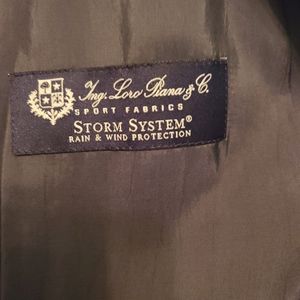 Ing. Loro Piana & C.
SPORT FABRICS
STORM SYSTEM®
RAIN & WIND PROTECTION